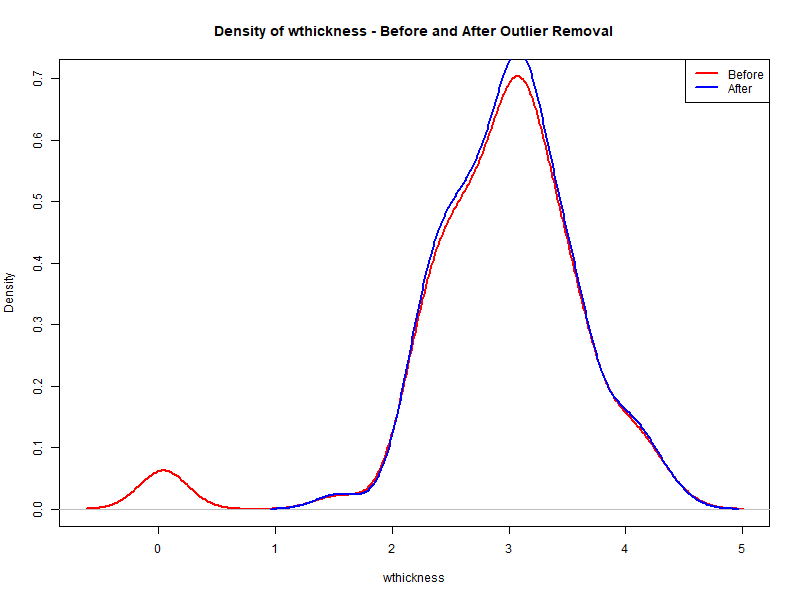 Density of wthickness - Before and After Outlier Removal
Before
After
Density
0.0
0.1
0.2
0.3
0.4
0.5
0.6
0.7
0
1
2
3
4
5
wthickness